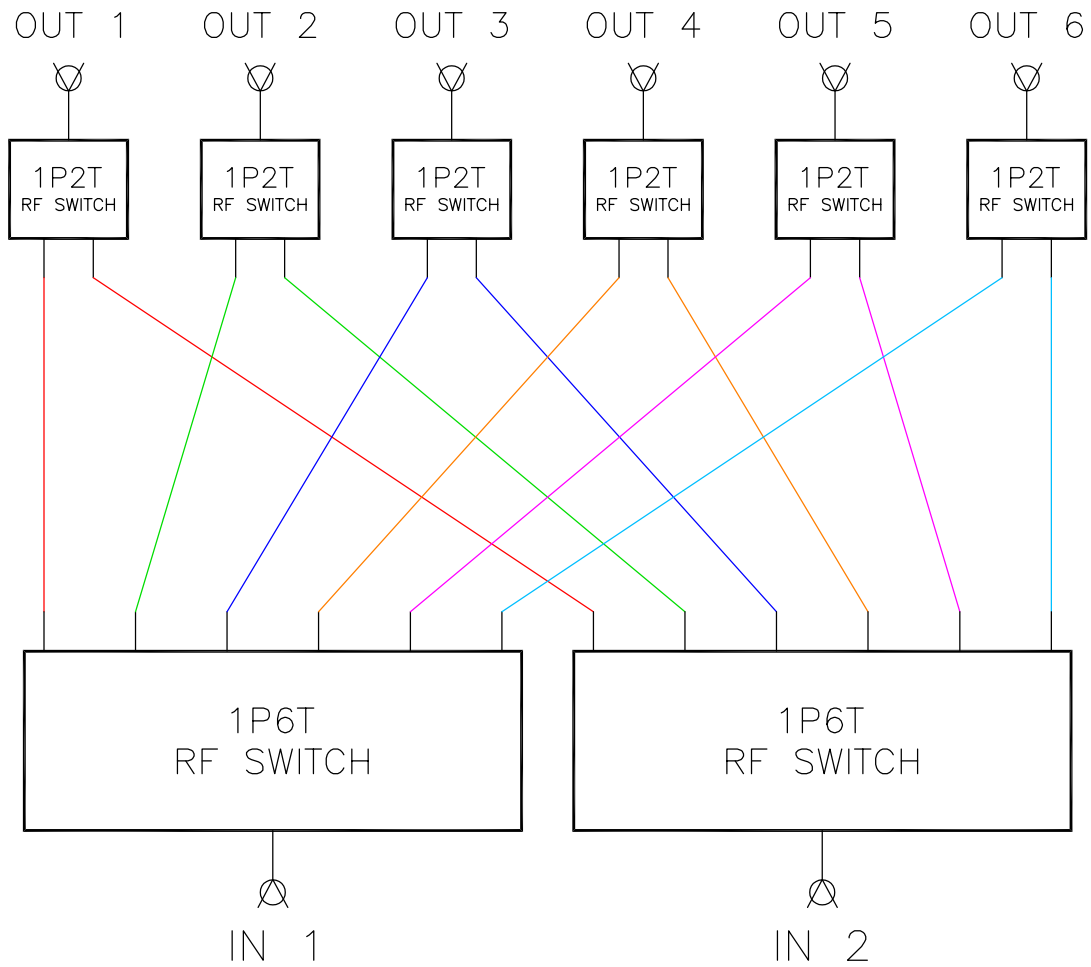 OUT 1
OUT 2
OUT 3
OUT 4
OUT 5
OUT 6
1P2T
RF SWITCH
1P2T
RF SWITCH
1P2T
RF SWITCH
1P2T
RF SWITCH
1P2T
RF SWITCH
1P2T
RF SWITCH
1P6T
RF SWITCH
1P6T
RF SWITCH
IN 1
IN 2